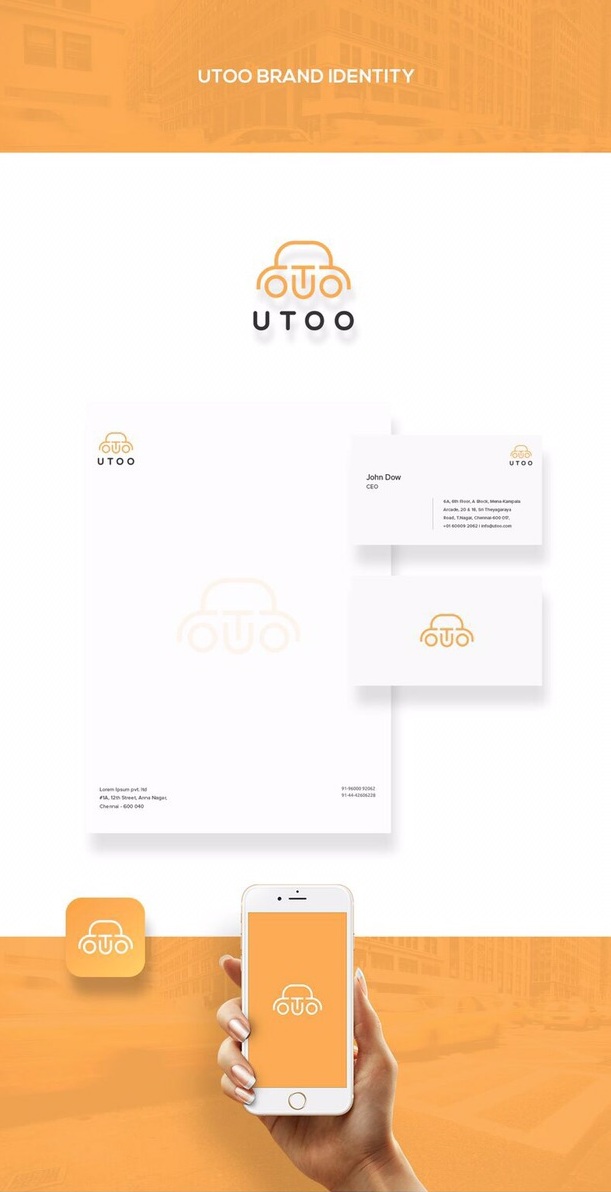 UTOO BRAND IDENTITY
UTOO
UTOO
UTOO
John Dow
CEO
6A, 6th Floor, A Block, Mena Kampala
Arcade, 20 & 18, Sri Theyagaraya
Road, T.Nagar, Chennai-600 017,
+91 60609 2062 I info@utoo.com
Lorem Ipsum pvt. ltd
#1A, 12th Street, Anna Nagar,
Chennai - 600 040
91-96000 92062
91-44-42606228